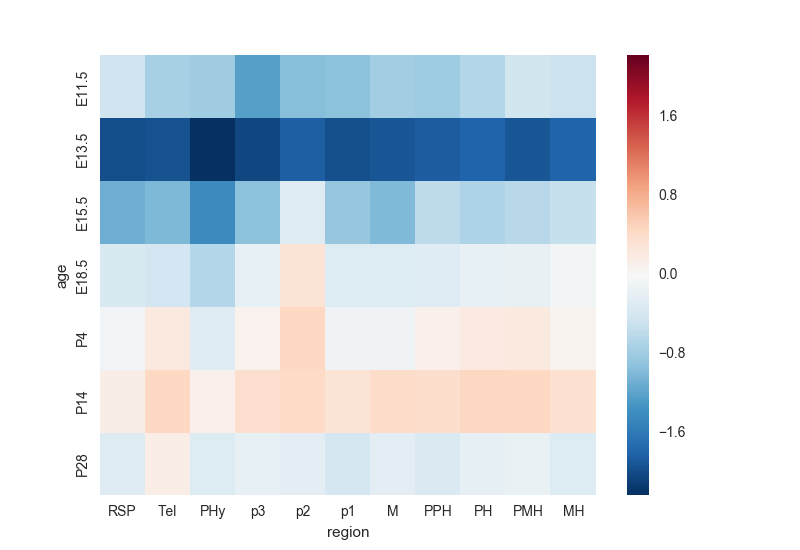 E11.5
E13.5
E15.5
E18.5
P4
P14
P28
age
RSP Tel PHy p3 p2 p1 M PPH PH PMH MH
region
1.6
0.8
0.0
−0.8
−1.6